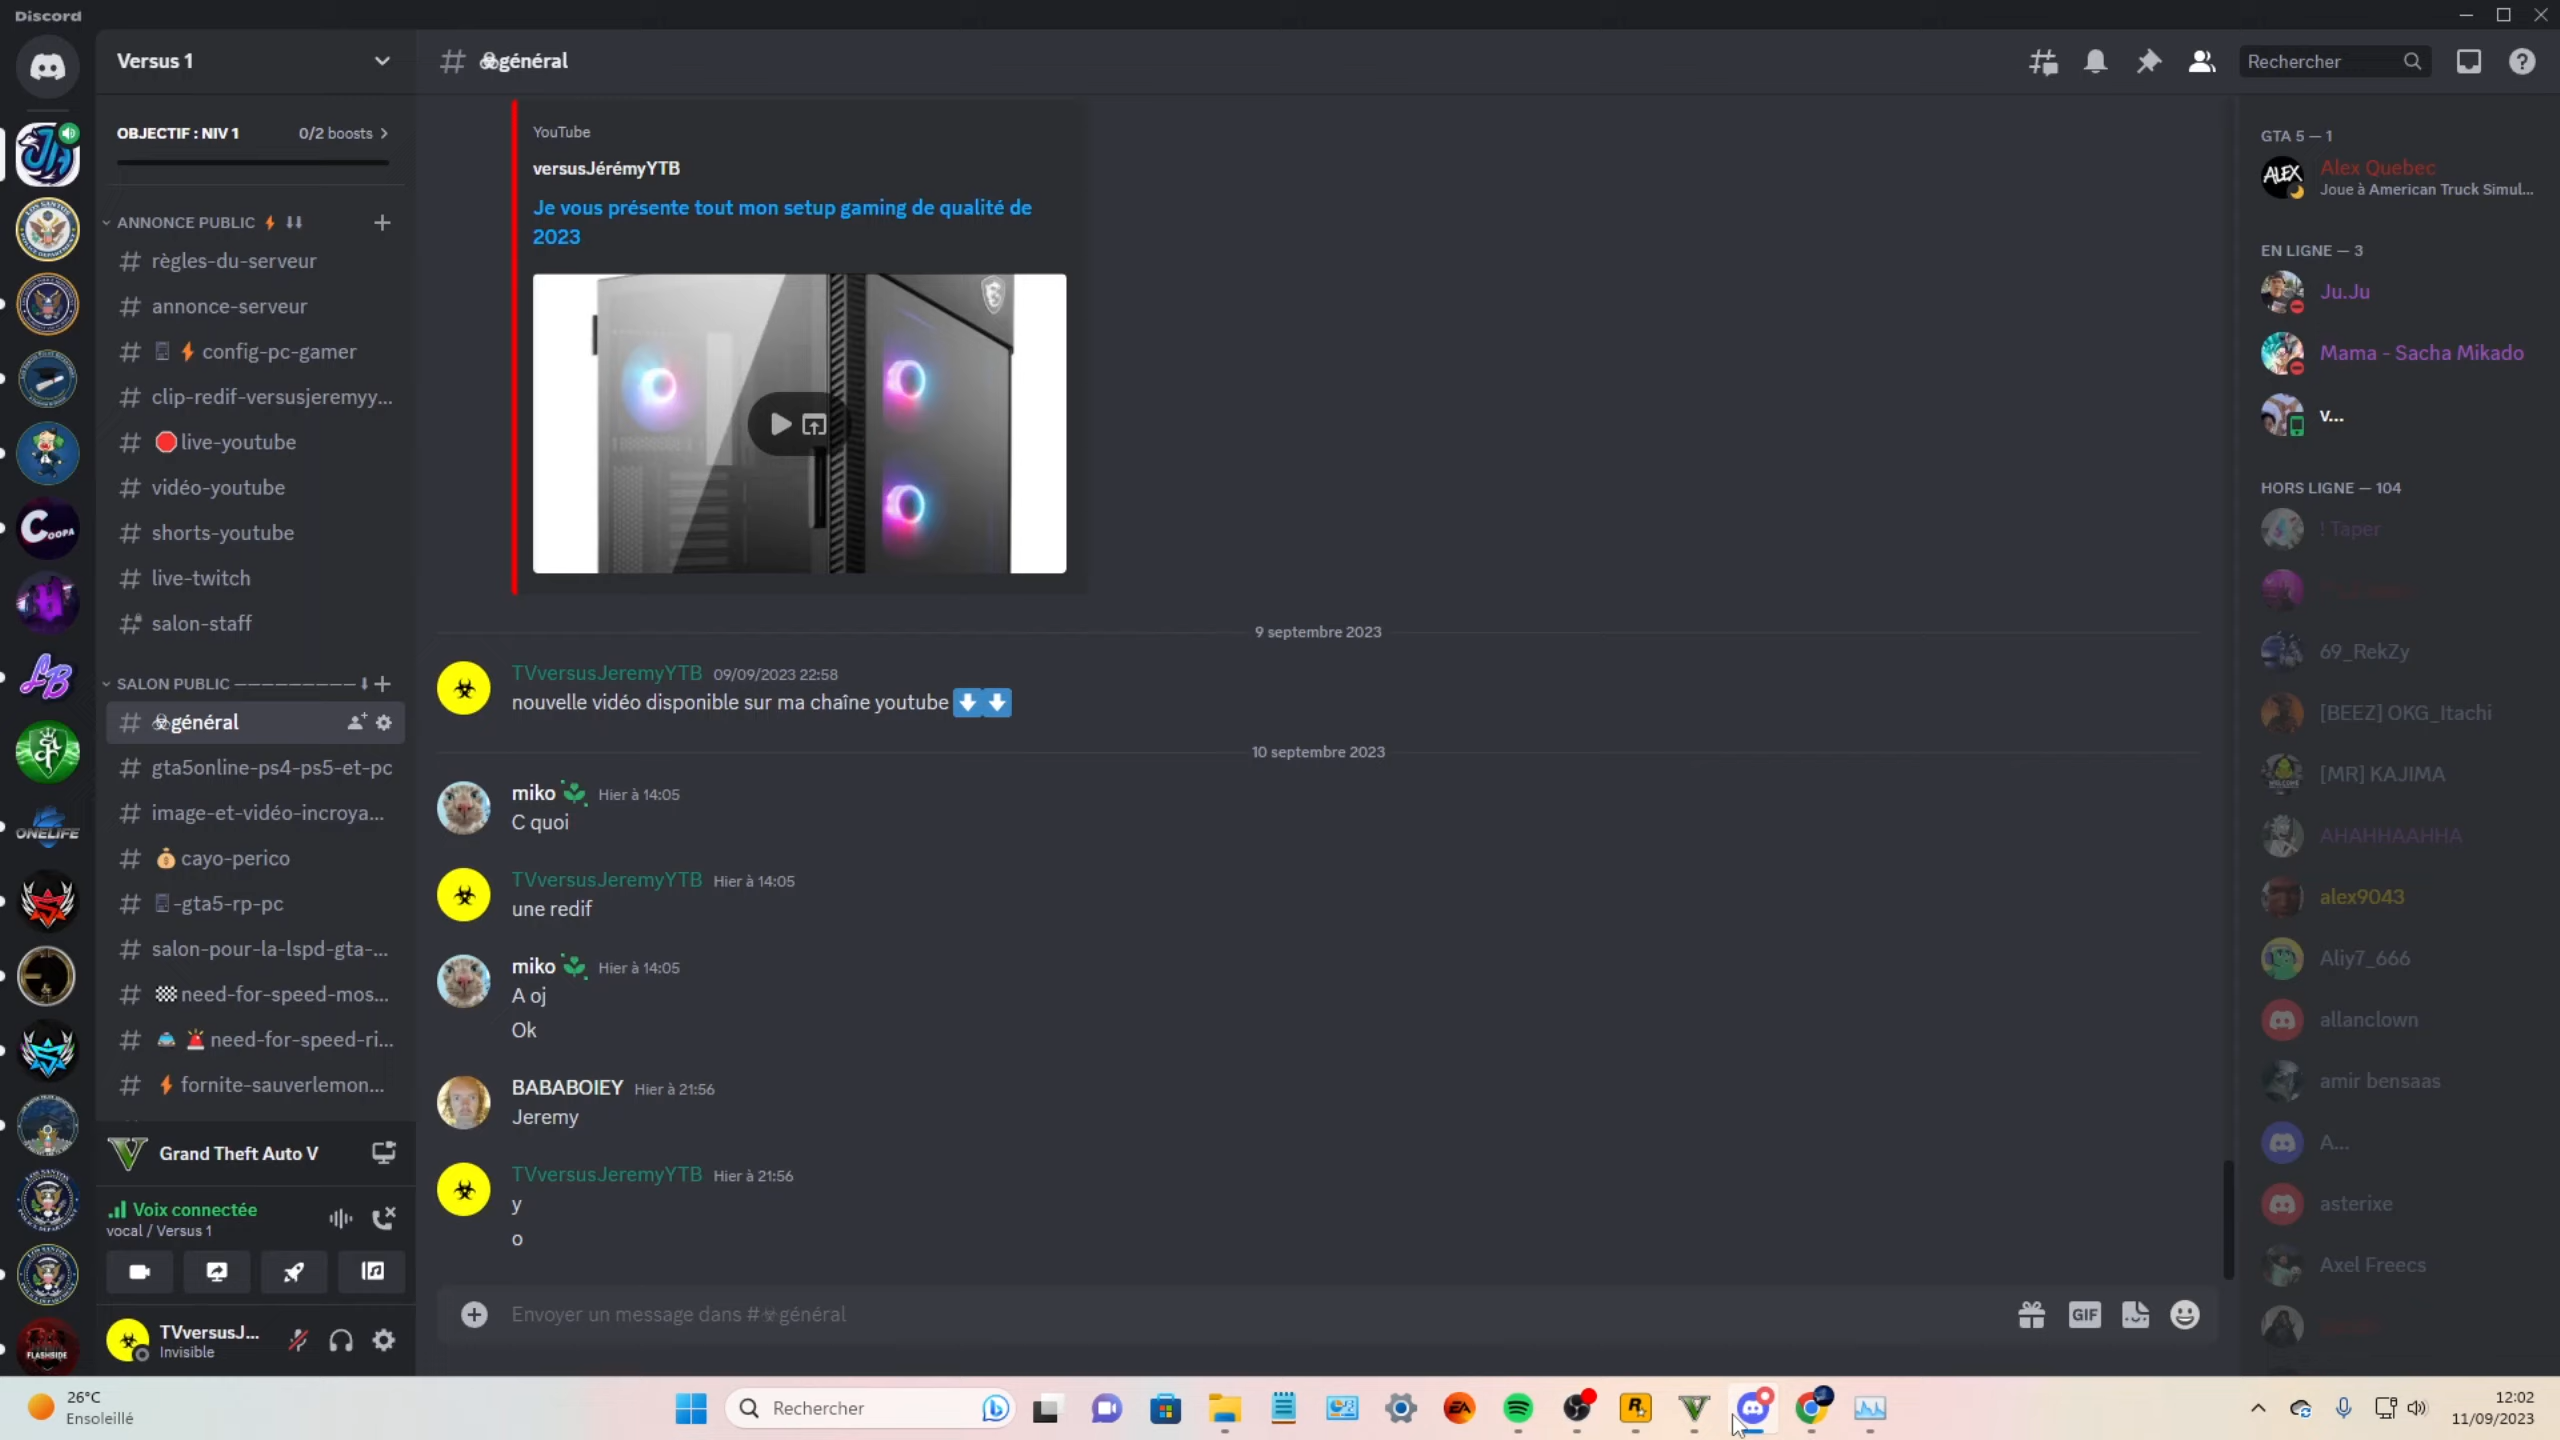 Discord
Versus 1
OBJECTIF : NIV 1
0/2 boosts
ANNONCE PUBLIC
règles-du-serveur
annonce-serveur
config-pc-gamer
clip-redif-versusjeremyy...
live-youtube
vidéo-youtube
shorts-youtube
live-twitch
salon-staff
SALON PUBLIC
# ☣général
gta5online-ps4-ps5-et-pc
image-et-vidéo-incroya...
💰cayo-perico
-gta5-rp-pc
salon-pour-la-lspd-gta-...
need-for-speed-mos...
need-for-speed-ri...
fornite-sauverlemon...
Grand Theft Auto V
Voix connectée
vocal / Versus 1
TVversusJ...
Invisible
# ☣général
Rechercher
YouTube
versusJérémyYTB
Je vous présente tout mon setup gaming de qualité de
2023
9 septembre 2023
TVversusJeremyYTB 09/09/2023 22:58
nouvelle vidéo disponible sur ma chaîne youtube ⬇⬇
10 septembre 2023
miko Hier à 14:05
C quoi
TVversusJeremyYTB Hier à 14:05
une redif
miko Hier à 14:05
A oj
Ok
BABABOIEY Hier à 21:56
Jeremy
TVversusJeremyYTB Hier à 21:56
y
o
Envoyer un message dans #☣général
GIF
GTA 5 — 1
Alex Quebec
Joue à American Truck Simul...
EN LIGNE — 3
Ju.Ju
Mama - Sacha Mikado
v...
HORS LIGNE — 104
! Taper
69_RekZy
[BEEZ] OKG_Itachi
[MR] KAJIMA
AHAHHAAHHA
alex9043
Aliy7_666
allanclown
amir bensaas
A...
asterixe
Axel Freecs
ALEX
COOPA
LB
ONELIFE
FLASHSIDE
26°C
Ensoleillé
Rechercher
EA
12:02
11/09/2023